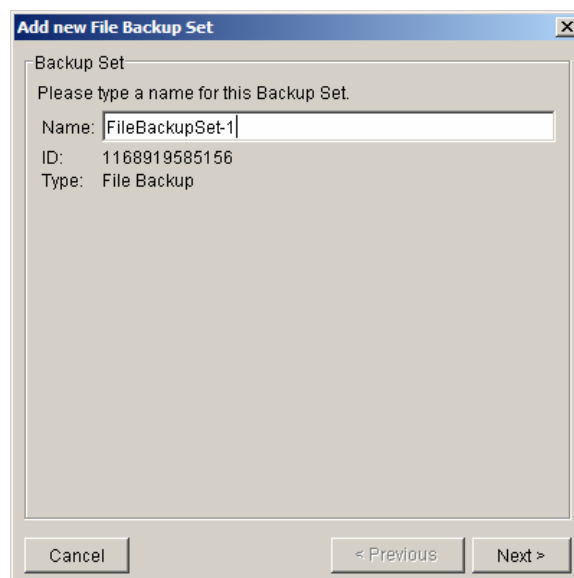 Add new File Backup Set
Backup Set
Please type a name for this Backup Set.
Name: FileBackupSet-1
ID: 1168919585156
Type: File Backup
Cancel < Previous Next >